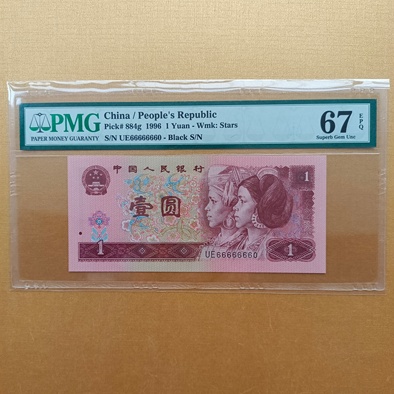 PMG
PAPER MONEY GUARANTY
China / People's Republic
Pick# 884g 1996 1 Yuan - Wmk: Stars
S/N UE66666660 - Black S/N
67 EPQ
Superb Gem Unc
中国人民银行
1
壹圆
1
1
UE66666660